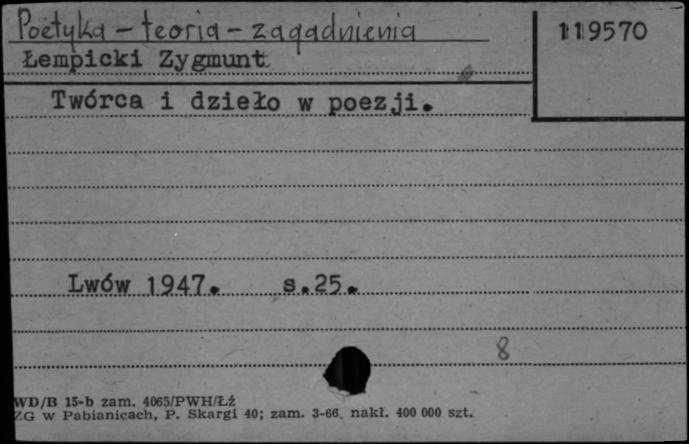 Poetyka - teoria - zagadnienia
119570
Łempicki Zygmunt
Twórca i dzieło w poezji.
Lwów 1947. s.25.
8
WD/B 15-b zam. 4065/PWH/Łź
ZG w Pabianicach, P. Skargi 40; zam. 3-66, nakł. 400 000 szt.